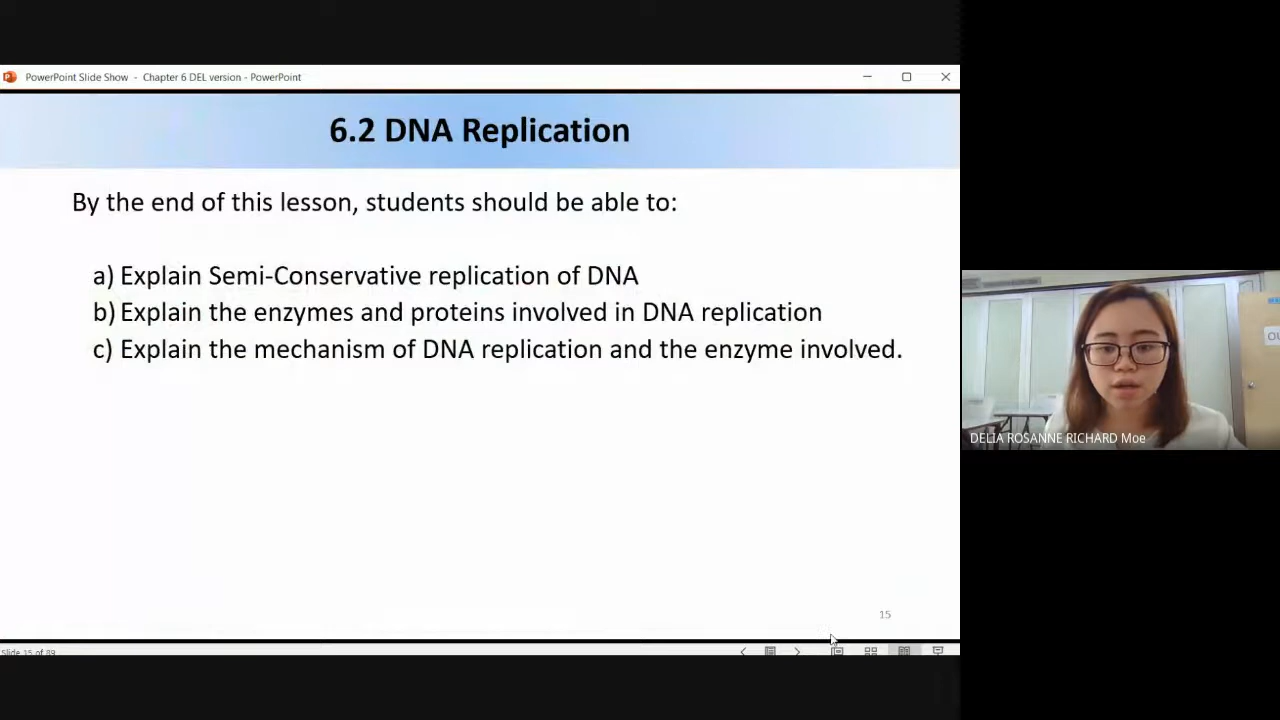 PowerPoint Slide Show - Chapter 6 DEL version - PowerPoint
6.2 DNA Replication
By the end of this lesson, students should be able to:
a) Explain Semi-Conservative replication of DNA
b) Explain the enzymes and proteins involved in DNA replication
c) Explain the mechanism of DNA replication and the enzyme involved.
15
Slide 15 of 89
DELIA ROSANNE RICHARD Moe